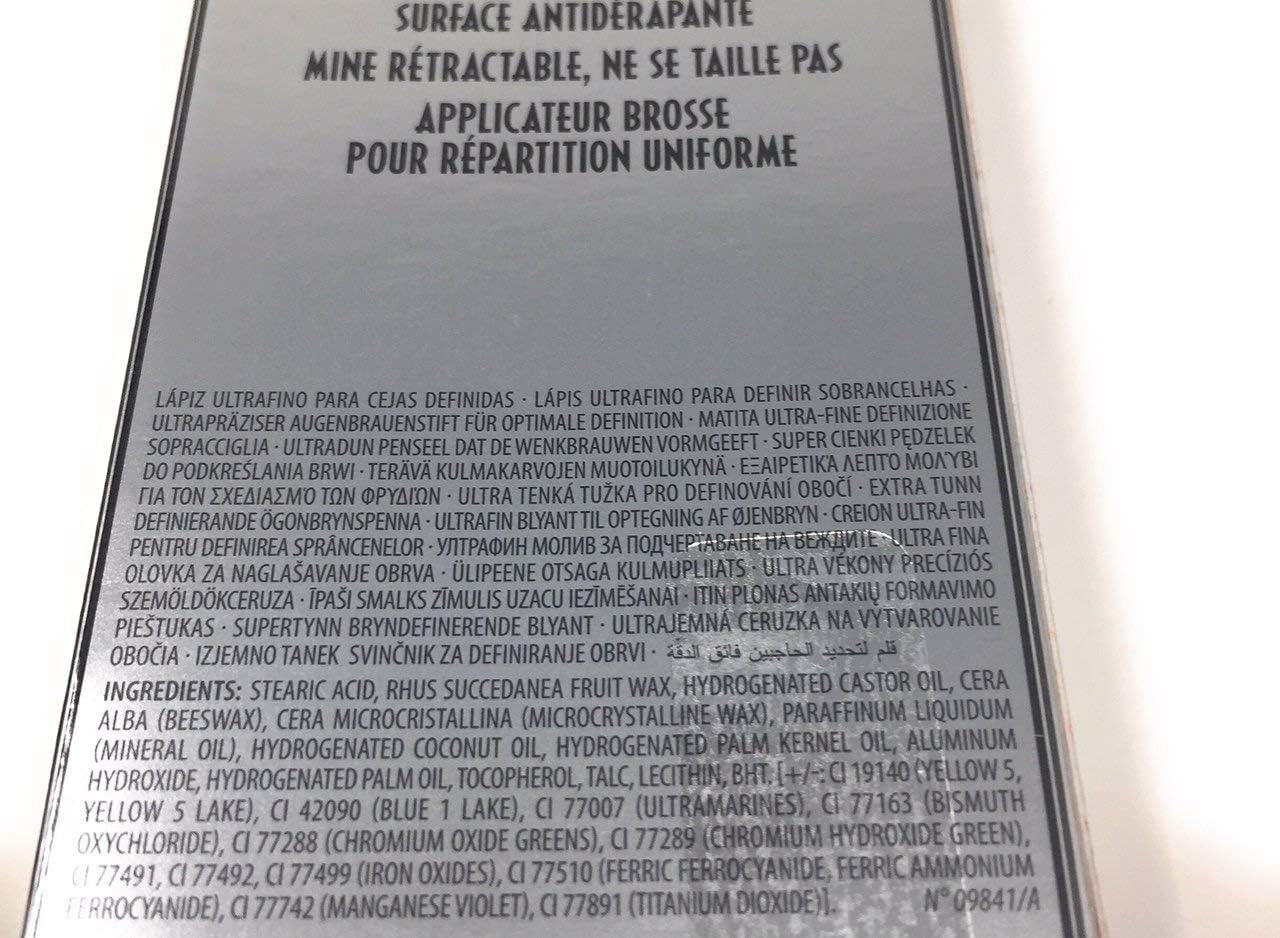 SURFACE ANTIDÉRAPANTE
MINE RÉTRACTABLE, NE SE TAILLE PAS
APPLICATEUR BROSSE
POUR RÉPARTITION UNIFORME
LÁPIZ ULTRAFINO PARA CEJAS DEFINIDAS · LÁPIS ULTRAFINO PARA DEFINIR SOBRANCELHAS ·
ULTRAPRÄZISER AUGENBRAUENSTIFT FÜR OPTIMALE DEFINITION · MATITA ULTRA-FINE DEFINIZIONE
SOPRACCIGLIA · ULTRADUN PENSEEL DAT DE WENKBRAUWEN VORMGEEFT · SUPER CIENKI PĘDZELEK
DO PODKREŚLANIA BRWI · TERÄVÄ KULMAKARVOJEN MUOTOILUKYNÄ · ΕΞΑΙΡΕΤΙΚΆ ΛΕΠΤΌ ΜΟΛΎΒΙ
ΓΙΑ ΤΟΝ ΣΧΕΔΙΑΣΜΌ ΤΩΝ ΦΡΥΔΙΏΝ · ULTRA TENKÁ TUŽKA PRO DEFINOVÁNÍ OBOČÍ · EXTRA TUNN
DEFINIERANDE ÖGONBRYNSPENNA · ULTRAFIN BLYANT TIL OPTEGNING AF ØJENBRYN · CREION ULTRA-FIN
PENTRU DEFINIREA SPRÂNCENELOR · УЛТРАФИН МОЛИВ ЗА ПОДЧЕРТАВАНЕ НА ВЕЖДИТЕ · ULTRA FINA
OLOVKA ZA NAGLAŠAVANJE OBRVA · ÜLIPEENE OTSAGA KULMUPLIIATS · ULTRA VÉKONY PRECÍZIÓS
SZEMÖLDÖKCERUZA · ĪPAŠI SMALKS ZĪMULIS UZACU IEZĪMĒŠANAI · ITIN PLONAS ANTAKIŲ FORMAVIMO
PIEŠTUKAS · SUPERTYNN BRYNDEFINERENDE BLYANT · ULTRAJEMNÁ CERUZKA NA VYTVAROVANIE
OBOČIA · IZJEMNO TANEK SVINČNIK ZA DEFINIRANJE OBRVI · قلم لتحديد الحاجبين فائق الدقّة
INGREDIENTS: STEARIC ACID, RHUS SUCCEDANEA FRUIT WAX, HYDROGENATED CASTOR OIL, CERA
ALBA (BEESWAX), CERA MICROCRISTALLINA (MICROCRYSTALLINE WAX), PARAFFINUM LIQUIDUM
(MINERAL OIL), HYDROGENATED COCONUT OIL, HYDROGENATED PALM KERNEL OIL, ALUMINUM
HYDROXIDE, HYDROGENATED PALM OIL, TOCOPHEROL, TALC, LECITHIN, BHT. [+/-: CI 19140 (YELLOW 5,
YELLOW 5 LAKE), CI 42090 (BLUE 1 LAKE), CI 77007 (ULTRAMARINES), CI 77163 (BISMUTH
OXYCHLORIDE), CI 77288 (CHROMIUM OXIDE GREENS), CI 77289 (CHROMIUM HYDROXIDE GREEN),
CI 77491, CI 77492, CI 77499 (IRON OXIDES), CI 77510 (FERRIC FERROCYANIDE, FERRIC AMMONIUM
FERROCYANIDE), CI 77742 (MANGANESE VIOLET), CI 77891 (TITANIUM DIOXIDE)]. N° 09841/A